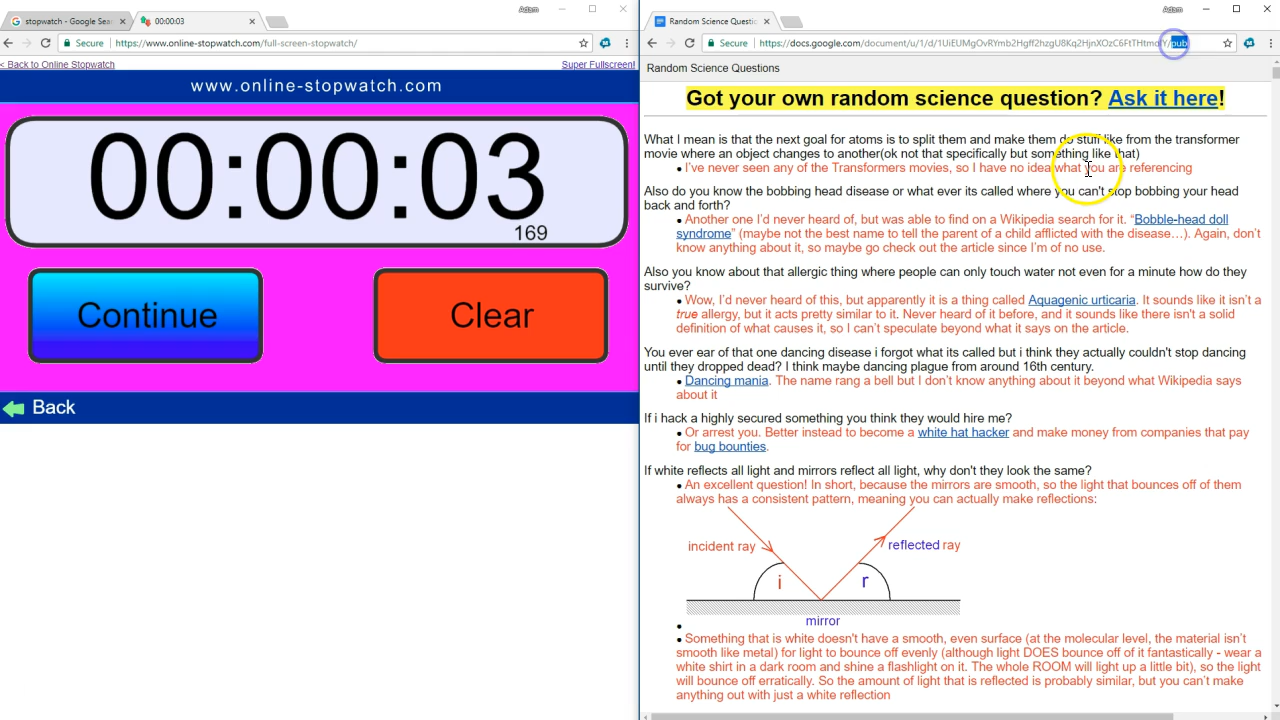 Adam
stopwatch - Google Sea
00:00:03
Secure
https://www.online-stopwatch.com/full-screen-stopwatch/
< Back to Online Stopwatch
Super Fullscreen!
www.online-stopwatch.com
00:00:03
169
Continue
Clear
Back
Adam
Random Science Questio
Secure
Random Science Questions
Got your own random science question? Ask it here!
What I mean is that the next goal for atoms is to split them and make them do stuff like from the transformer
movie where an object changes to another(ok not that specifically but something like that)
I've never seen any of the Transformers movies, so I have no idea what you are referencing
Also do you know the bobbing head disease or what ever its called where you can't stop bobbing your head
back and forth?
Another one I'd never heard of, but was able to find on a Wikipedia search for it. “Bobble-head doll
syndrome” (maybe not the best name to tell the parent of a child afflicted with the disease…). Again, don't
know anything about it, so maybe go check out the article since I'm of no use.
Also you know about that allergic thing where people can only touch water not even for a minute how do they
survive?
Wow, I'd never heard of this, but apparently it is a thing called Aquagenic urticaria. It sounds like it isn't a
true allergy, but it acts pretty similar to it. Never heard of it before, and it sounds like there isn't a solid
definition of what causes it, so I can't speculate beyond what it says on the article.
You ever ear of that one dancing disease i forgot what its called but i think they actually couldn't stop dancing
until they dropped dead? I think maybe dancing plague from around 16th century.
Dancing mania. The name rang a bell but I don't know anything about it beyond what Wikipedia says
about it
If i hack a highly secured something you think they would hire me?
Or arrest you. Better instead to become a white hat hacker and make money from companies that pay
for bug bounties.
If white reflects all light and mirrors reflect all light, why don't they look the same?
An excellent question! In short, because the mirrors are smooth, so the light that bounces off of them
always has a consistent pattern, meaning you can actually make reflections:
incident ray
reflected ray
i
r
mirror
Something that is white doesn't have a smooth, even surface (at the molecular level, the material isn't
smooth like metal) for light to bounce off evenly (although light DOES bounce off of it fantastically - wear a
white shirt in a dark room and shine a flashlight on it. The whole ROOM will light up a little bit), so the light
will bounce off erratically. So the amount of light that is reflected is probably similar, but you can't make
anything out with just a white reflection